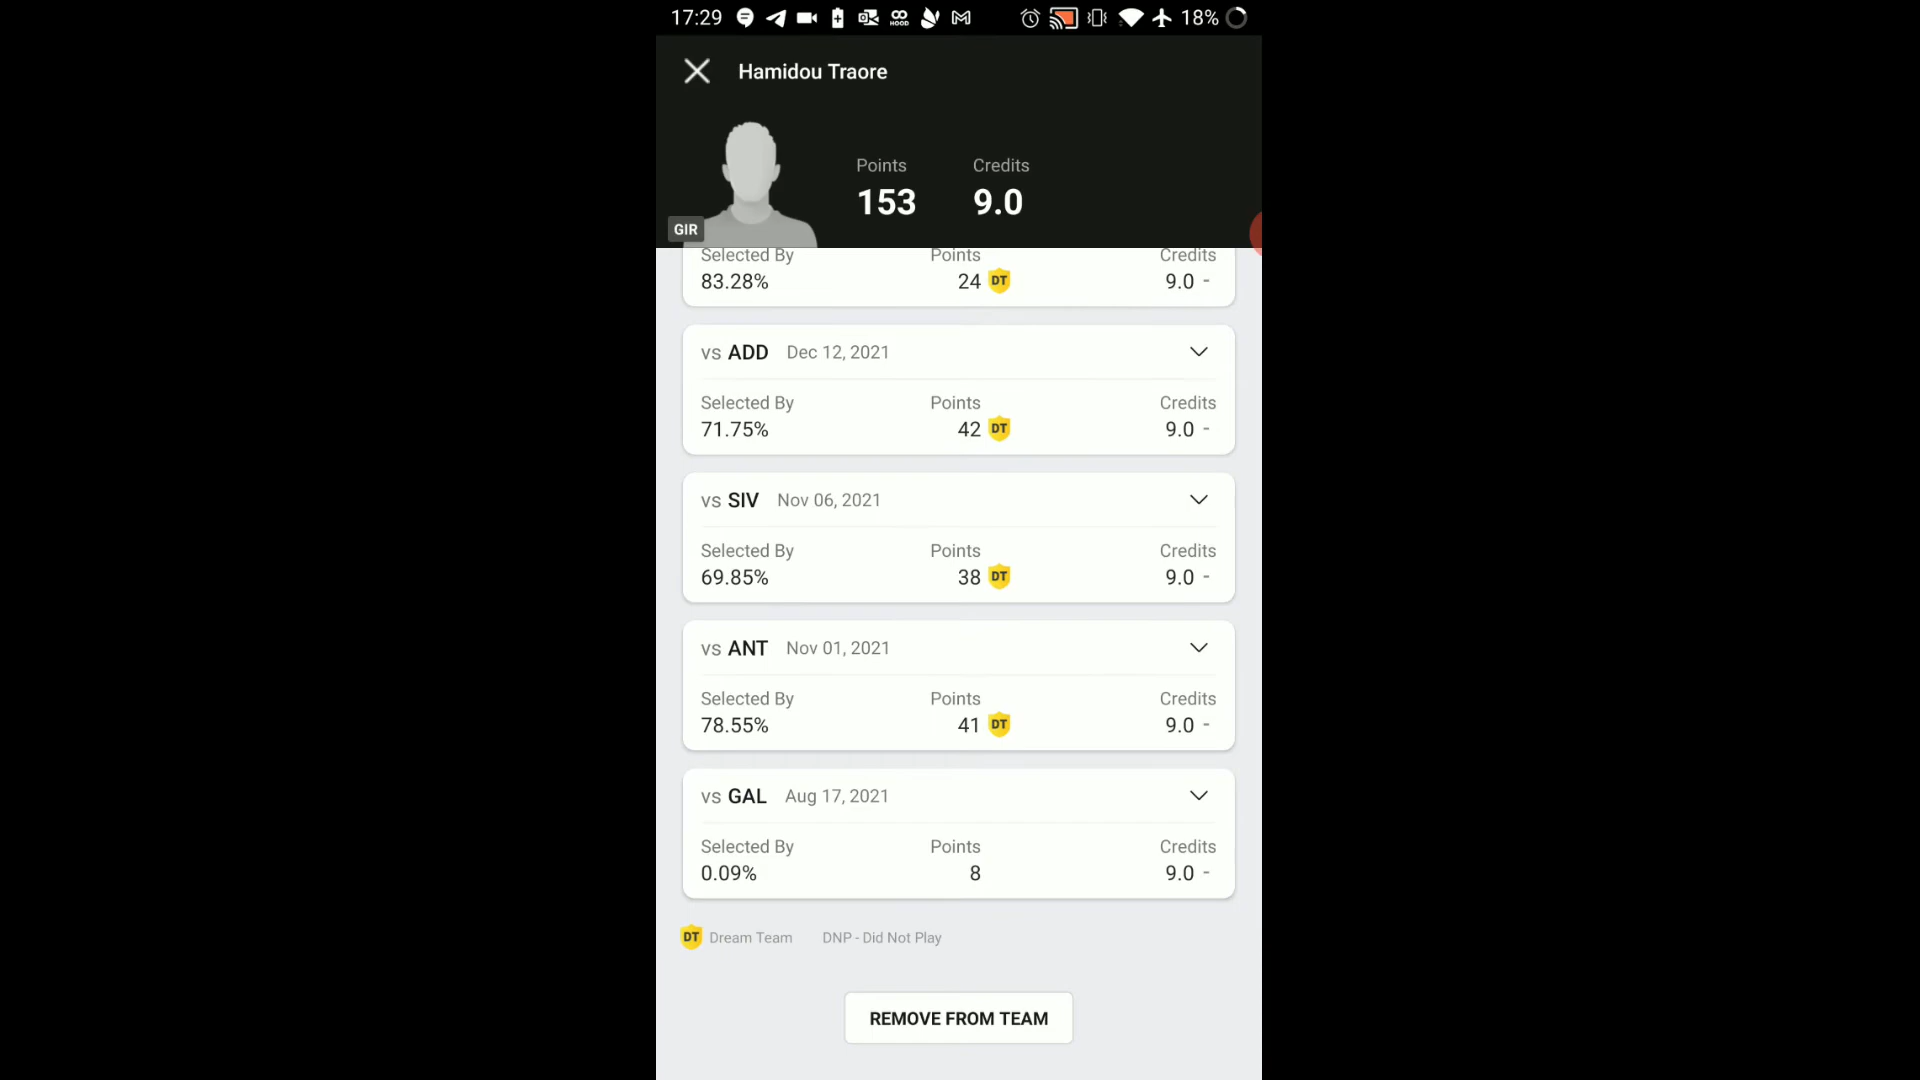 17:29 18%
Hamidou Traore
Points Credits
153 9.0
GIR
Selected By Points Credits
83.28% 24 DT 9.0 -
vs ADD Dec 12, 2021
Selected By Points Credits
71.75% 42 DT 9.0 -
vs SIV Nov 06, 2021
Selected By Points Credits
69.85% 38 DT 9.0 -
vs ANT Nov 01, 2021
Selected By Points Credits
78.55% 41 DT 9.0 -
vs GAL Aug 17, 2021
Selected By Points Credits
0.09% 8 9.0 -
DT Dream Team DNP - Did Not Play
REMOVE FROM TEAM